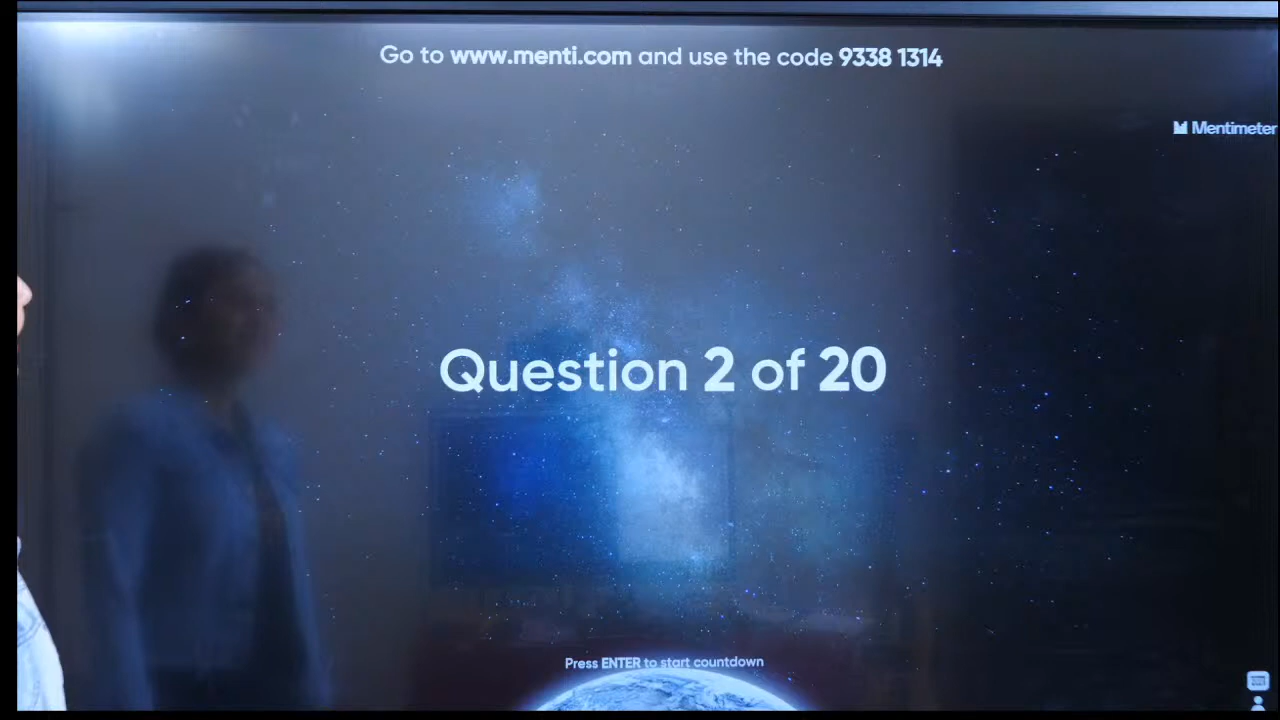 Go to www.menti.com and use the code 9338 1314
Mentimeter
Question 2 of 20
Press ENTER to start countdown